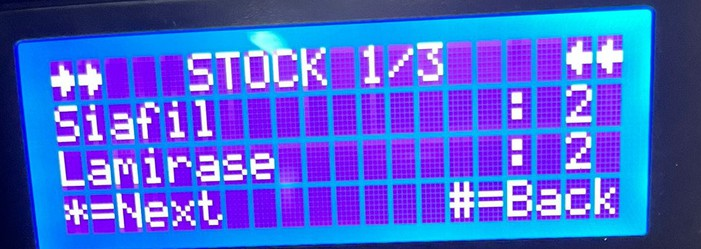 →→ STOCK 1/3 ←←
Siafil : 2
Lamirase : 2
*=Next #=Back